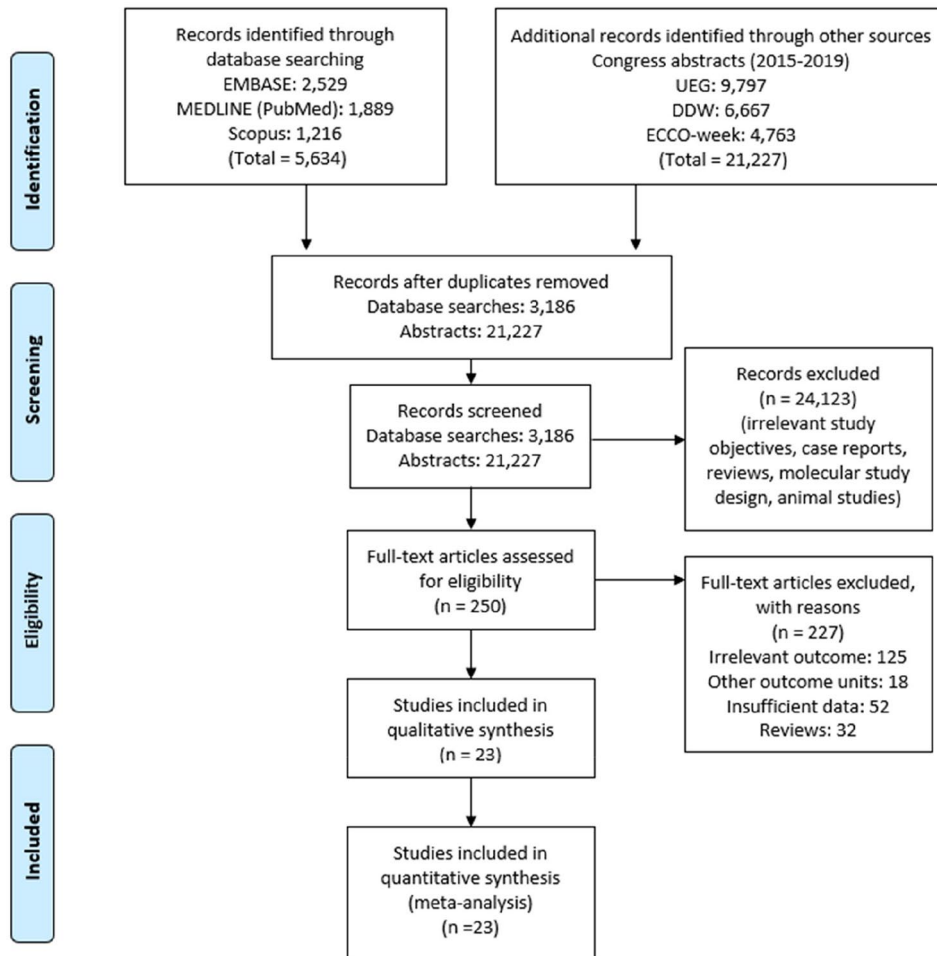 Identification
Records identified through
database searching
EMBASE: 2,529
MEDLINE (PubMed): 1,889
Scopus: 1,216
(Total = 5,634)
Additional records identified through other sources
Congress abstracts (2015-2019)
UEG: 9,797
DDW: 6,667
ECCO-week: 4,763
(Total = 21,227)
Screening
Records after duplicates removed
Database searches: 3,186
Abstracts: 21,227
Records screened
Database searches: 3,186
Abstracts: 21,227
Records excluded
(n = 24,123)
(irrelevant study
objectives, case reports,
reviews, molecular study
design, animal studies)
Eligibility
Full-text articles assessed
for eligibility
(n = 250)
Full-text articles excluded,
with reasons
(n = 227)
Irrelevant outcome: 125
Other outcome units: 18
Insufficient data: 52
Reviews: 32
Studies included in
qualitative synthesis
(n = 23)
Included
Studies included in
quantitative synthesis
(meta-analysis)
(n =23)